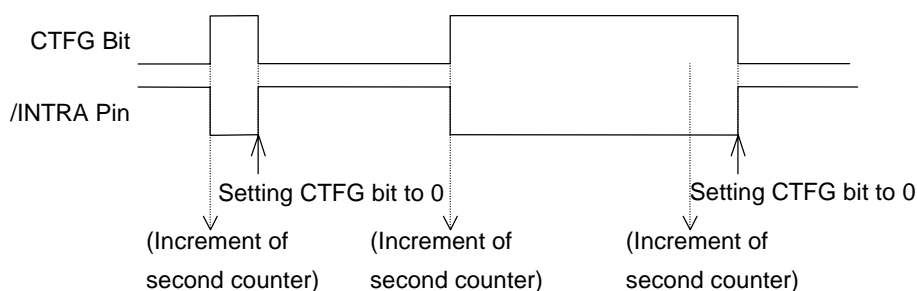 CTFG Bit
/INTRA Pin
Setting CTFG bit to 0
Setting CTFG bit to 0
(Increment of
second counter)
(Increment of
second counter)
(Increment of
second counter)